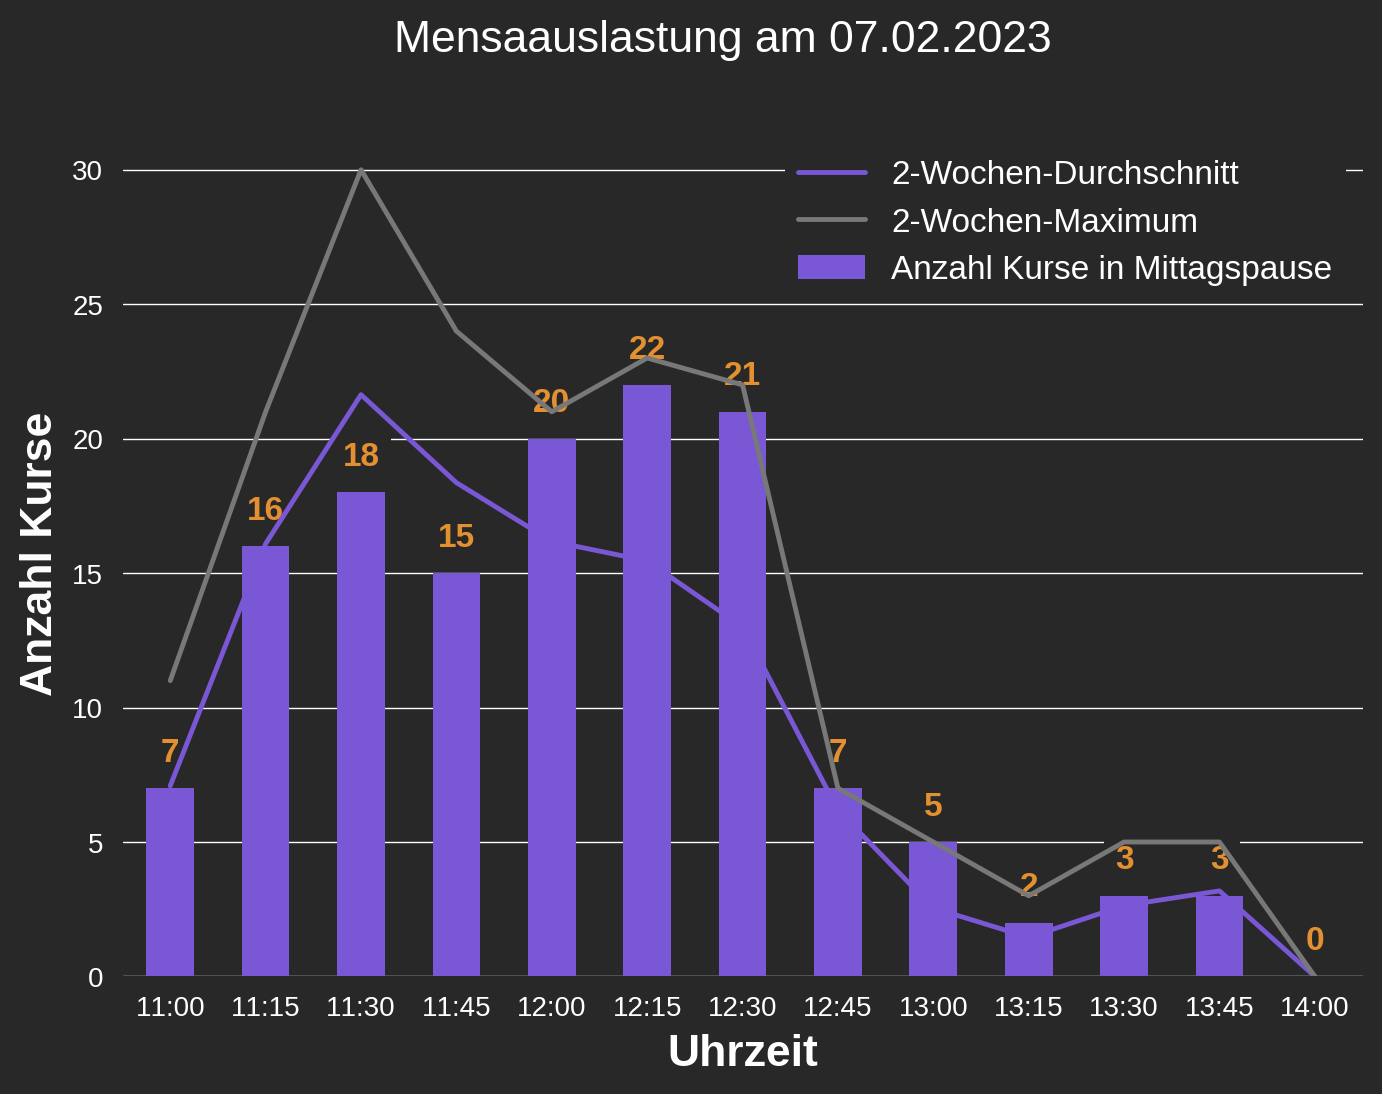 Mensaauslastung am 07.02.2023
2-Wochen-Durchschnitt
2-Wochen-Maximum
Anzahl Kurse in Mittagspause
Anzahl Kurse
30
25
20
15
10
5
0
7
16
18
15
20
22
21
7
5
2
3
3
0
11:00 11:15 11:30 11:45 12:00 12:15 12:30 12:45 13:00 13:15 13:30 13:45 14:00
Uhrzeit